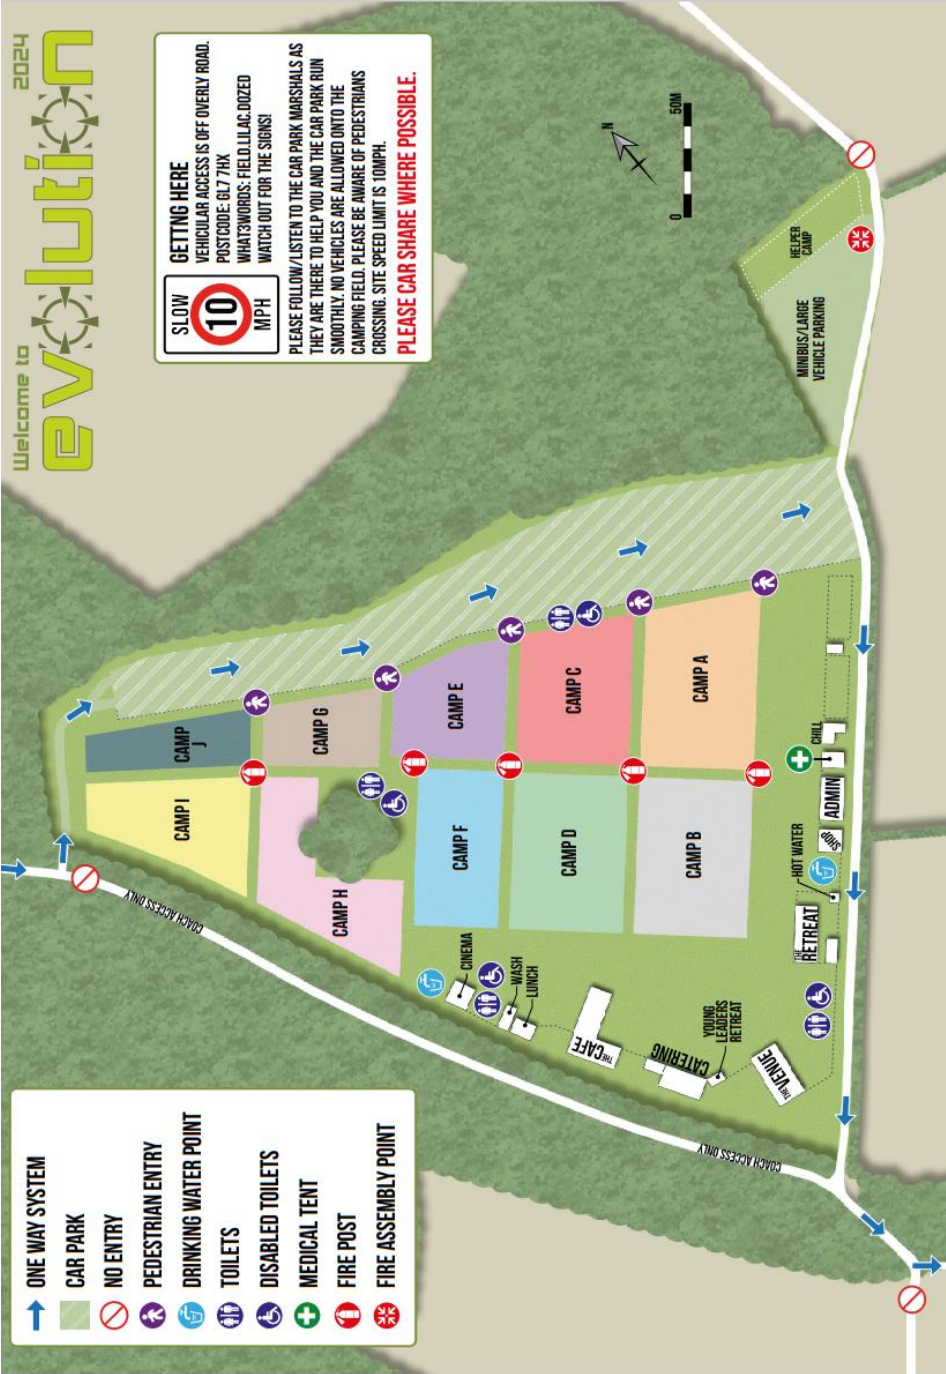 Welcome to
evolution
2024
SLOW
10
MPH
GETTING HERE
VEHICULAR ACCESS IS OFF OVERLY ROAD.
POSTCODE: GL7 7HX
WHAT3WORDS: FIELD.LILAC.DOZED
WATCH OUT FOR THE SIGNS!
PLEASE FOLLOW/LISTEN TO THE CAR PARK MARSHALS AS
THEY ARE THERE TO HELP YOU AND THE CAR PARK RUN
SMOOTHLY. NO VEHICLES ARE ALLOWED ONTO THE
CAMPING FIELD. PLEASE BE AWARE OF PEDESTRIANS
CROSSING. SITE SPEED LIMIT IS 10MPH.
PLEASE CAR SHARE WHERE POSSIBLE.
N
0
50M
HELPER
CAMP
MINIBUS/LARGE
VEHICLE PARKING
CAMP
J
CAMP G
CAMP E
CAMP C
CAMP A
CAMP I
CAMP H
CAMP F
CAMP D
CAMP B
COACH ACCESS ONLY
CINEMA
WASH
LUNCH
THE CAFE
CATERING
YOUNG
LEADERS
RETREAT
THE VENUE
THE
RETREAT
HOT WATER
SHOP
ADMIN
CHILL
COACH ACCESS ONLY
ONE WAY SYSTEM
CAR PARK
NO ENTRY
PEDESTRIAN ENTRY
DRINKING WATER POINT
TOILETS
DISABLED TOILETS
MEDICAL TENT
FIRE POST
FIRE ASSEMBLY POINT